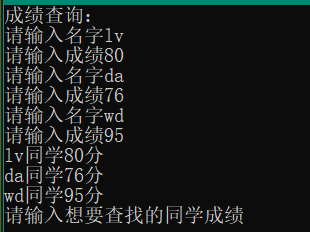 成绩查询：
请输入名字lv
请输入成绩80
请输入名字da
请输入成绩76
请输入名字wd
请输入成绩95
lv同学80分
da同学76分
wd同学95分
请输入想要查找的同学成绩